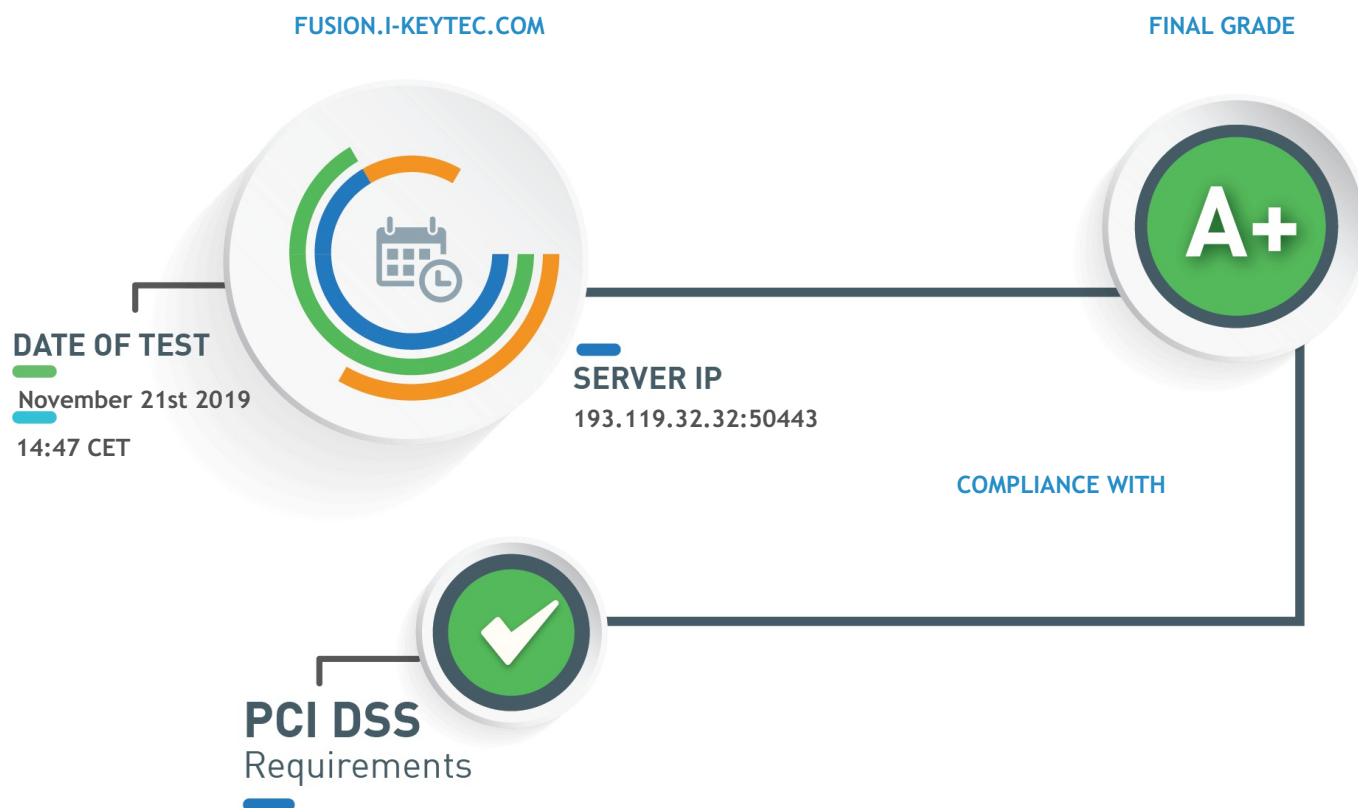 FUSION.I-KEYTEC.COM
FINAL GRADE
A+
DATE OF TEST
November 21st 2019
14:47 CET
SERVER IP
193.119.32.32:50443
COMPLIANCE WITH
PCI DSS
Requirements